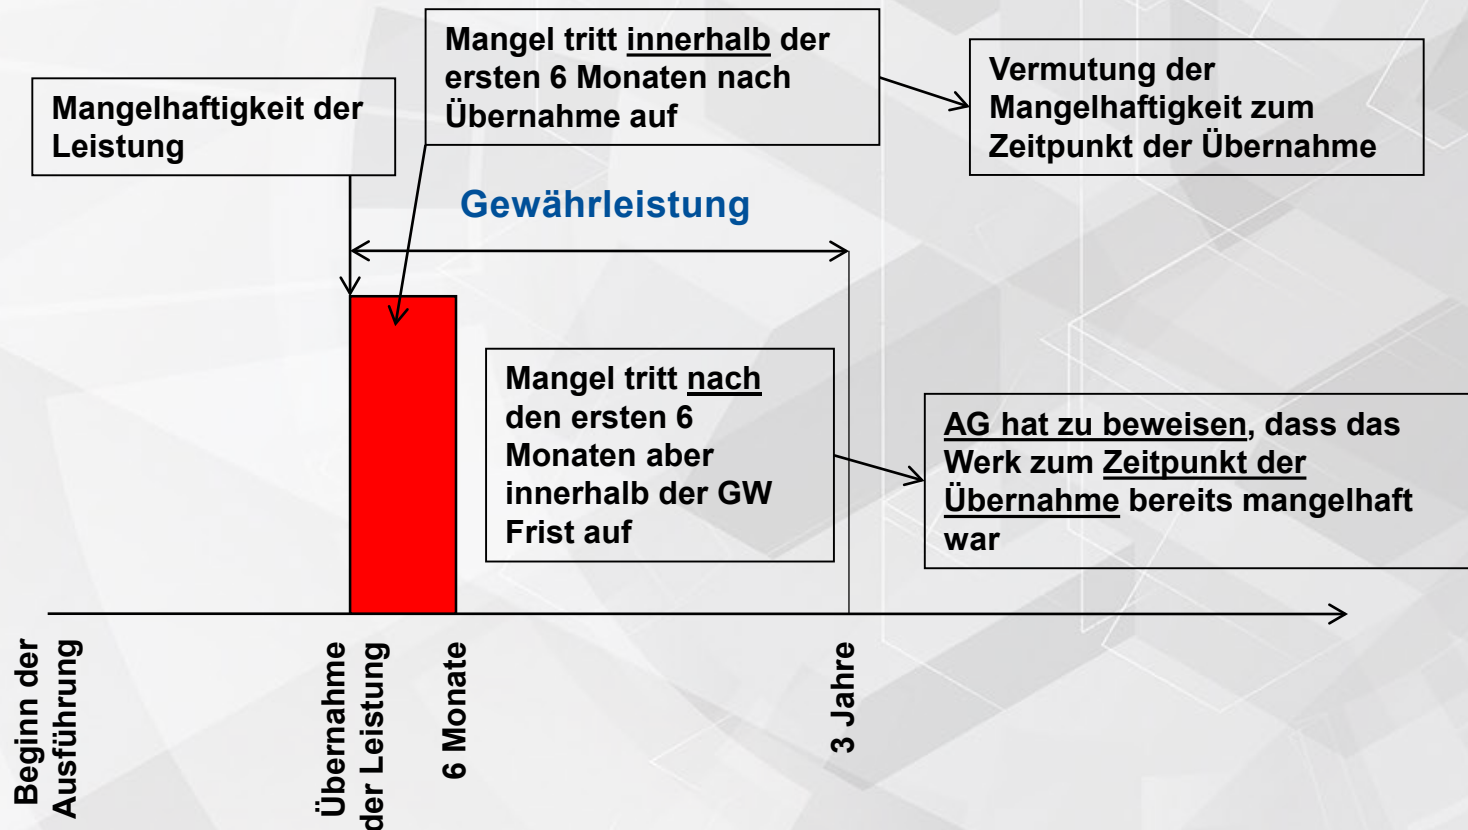 Mangel tritt innerhalb der
ersten 6 Monaten nach
Übernahme auf
Vermutung der
Mangelhaftigkeit zum
Zeitpunkt der Übernahme
Mangelhaftigkeit der
Leistung
Gewährleistung
Mangel tritt nach
den ersten 6
Monaten aber
innerhalb der GW
Frist auf
AG hat zu beweisen, dass das
Werk zum Zeitpunkt der
Übernahme bereits mangelhaft
war
Beginn der
Ausführung
Übernahme
der Leistung
6 Monate
3 Jahre